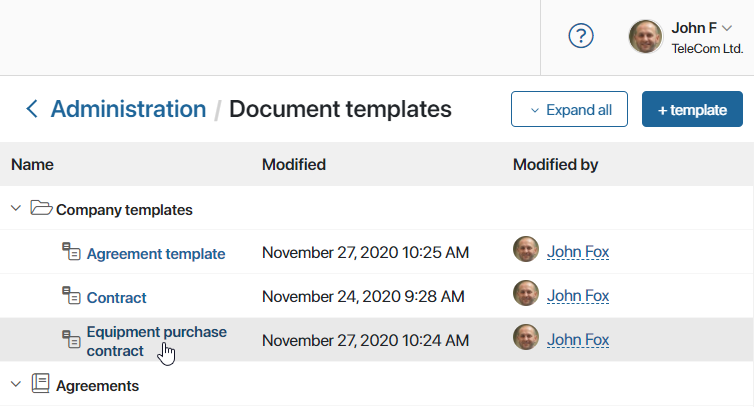 ?
John F
TeleCom Ltd.
Administration / Document templates
Expand all
+ template
Name Modified Modified by
Company templates
Agreement template November 27, 2020 10:25 AM John Fox
Contract November 24, 2020 9:28 AM John Fox
Equipment purchase
contract November 27, 2020 10:24 AM John Fox
Agreements